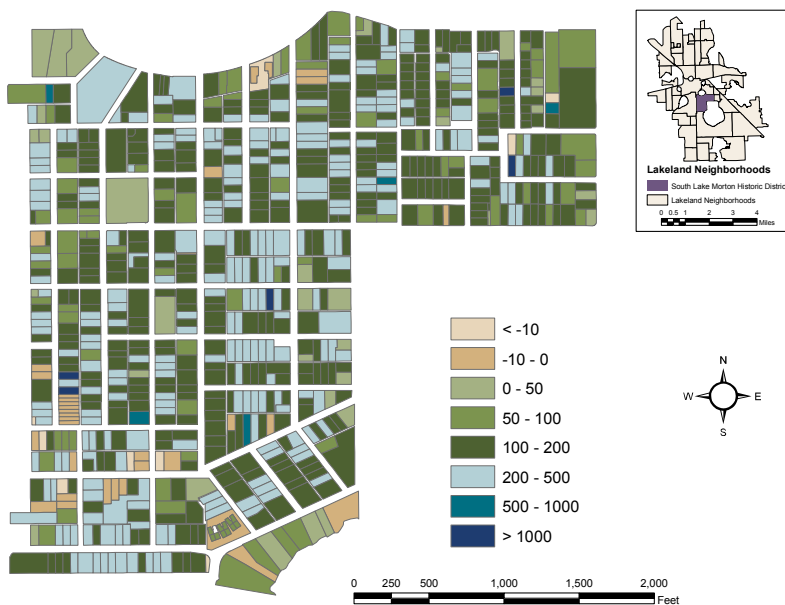 Lakeland Neighborhoods
South Lake Morton Historic District
Lakeland Neighborhoods
0 0.5 1 2 3 4
Miles
< -10
-10 - 0
0 - 50
50 - 100
100 - 200
200 - 500
500 - 1000
> 1000
N
W E
S
0 250 500 1,000 1,500 2,000
Feet